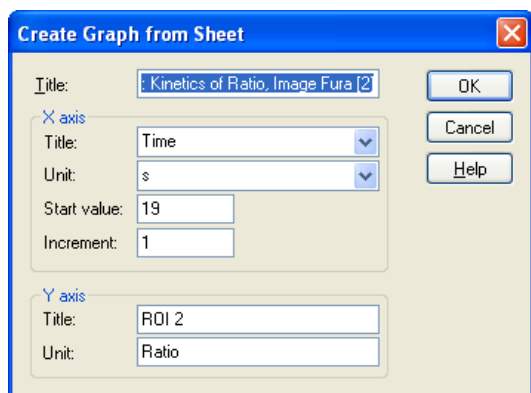 Create Graph from Sheet
Title: : Kinetics of Ratio, Image Fura [2] OK
X axis Cancel
Title: Time
Unit: s Help
Start value: 19
Increment: 1
Y axis
Title: ROI 2
Unit: Ratio